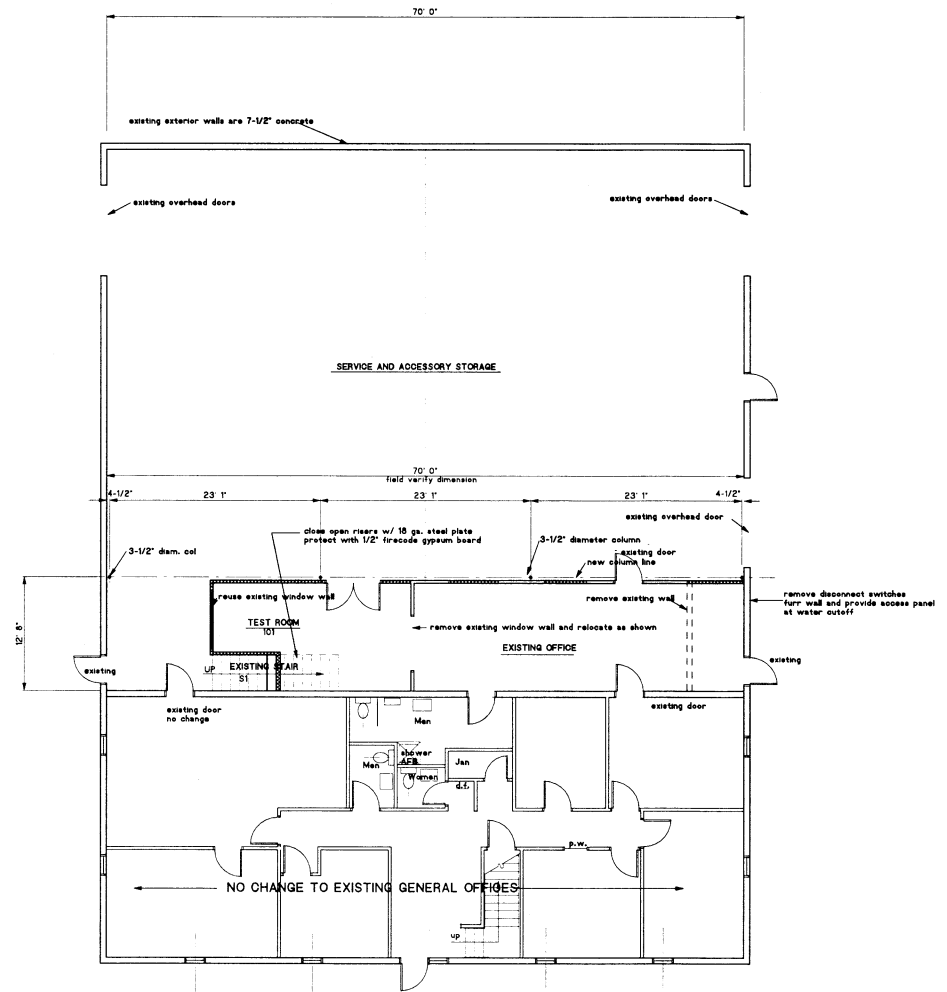 70' 0"
existing exterior walls are 7-1/2" concrete
existing overhead doors
existing overhead doors
SERVICE AND ACCESSORY STORAGE
70' 0"
field verify dimension
4-1/2"
23' 1"
23' 1"
23' 1"
4-1/2"
existing overhead door
close open risers w/ 18 ga. steel plate
protect with 1/2" firecode gypsum board
3-1/2" diameter column
3-1/2" diam. col
existing door
new column line
12' 8"
reuse existing window wall
remove existing wall
remove disconnect switches
furr wall and provide access panel
at water cutoff
TEST ROOM
101
remove existing window wall and relocate as shown
EXISTING OFFICE
existing
UP
EXISTING STAIR
S1
existing
existing door
no change
existing door
Men
shower
Men
Women
Jan
d.f.
p.w.
NO CHANGE TO EXISTING GENERAL OFFICES
up